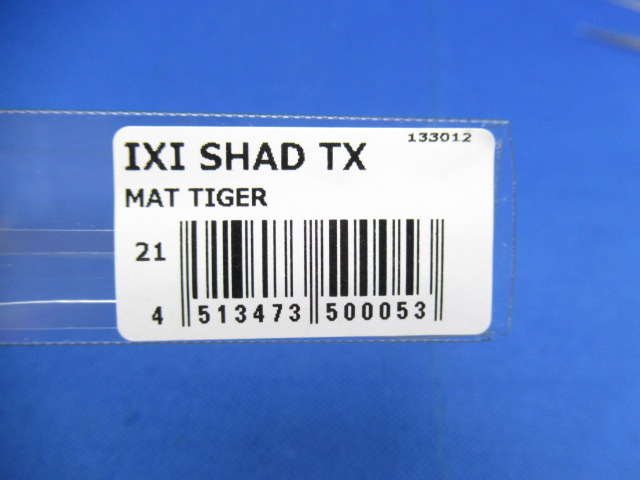 133012
IXI SHAD TX
MAT TIGER
21
4 513473 500053